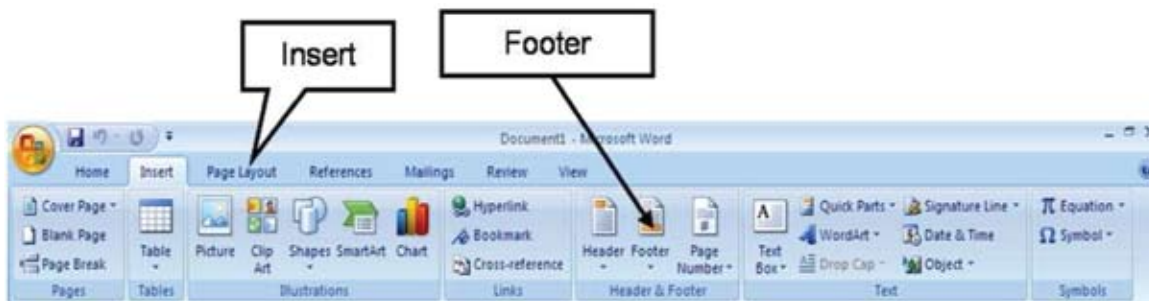 Insert
Footer
Document1 - Microsoft Word
Home Insert Page Layout References Mailings Review View
Cover Page
Blank Page
Page Break
Pages
Table
Tables
Picture Clip Art Shapes SmartArt Chart
Illustrations
Hyperlink
Bookmark
Cross-reference
Links
Header Footer Page Number
Header & Footer
A
Text Box
Quick Parts
WordArt
Drop Cap
Signature Line
Date & Time
Object
Text
π Equation
Ω Symbol
Symbols